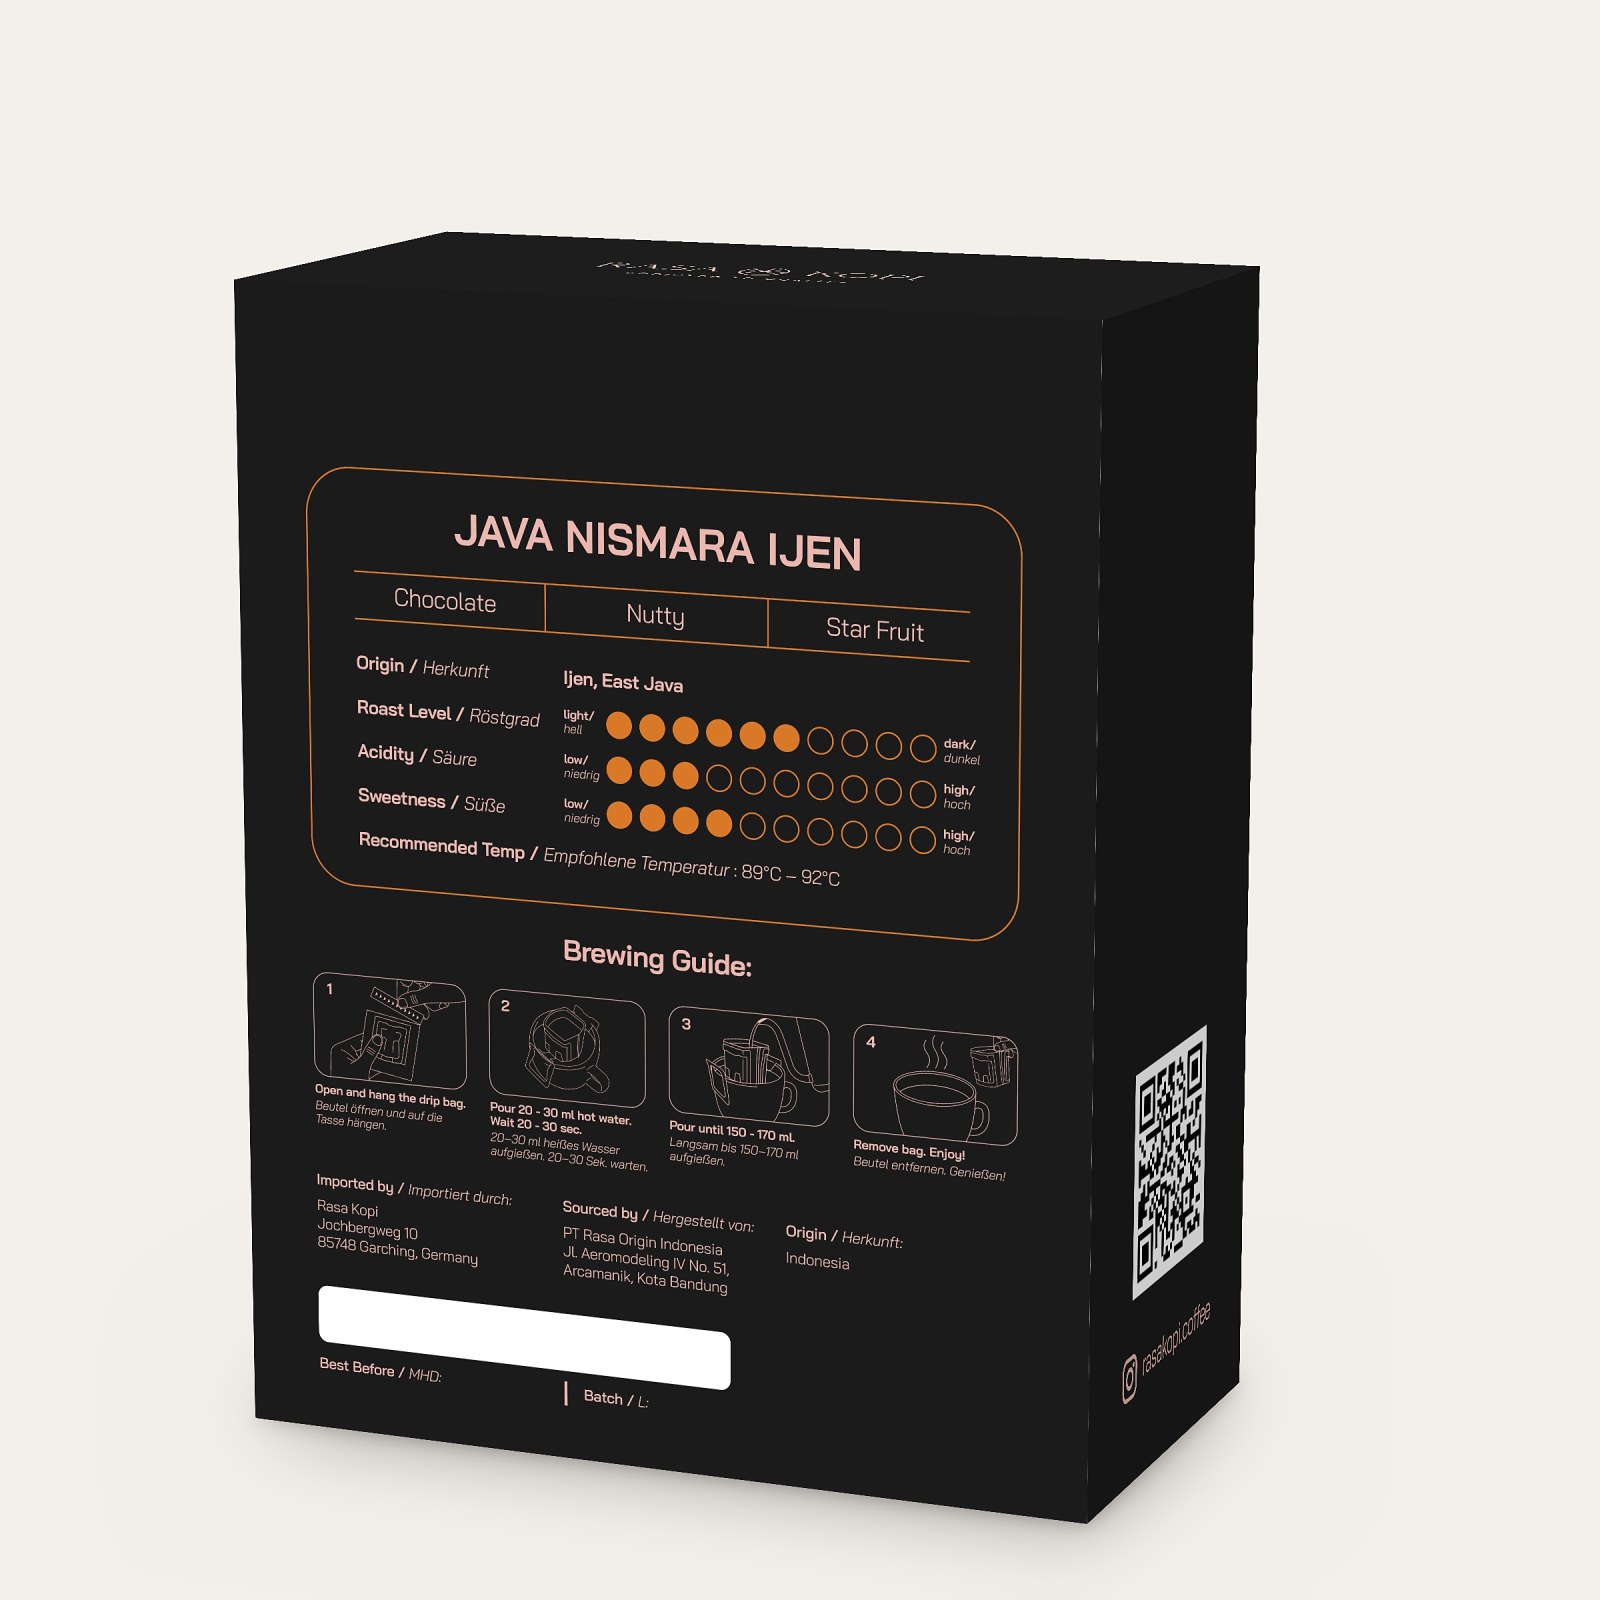 RASA KOPI
JAVA NISMARA IJEN
Chocolate
Nutty
Star Fruit
Origin / Herkunft
Ijen, East Java
Roast Level / Röstgrad
light/
hell
dark/
dunkel
Acidity / Säure
low/
niedrig
high/
hoch
Sweetness / Süße
low/
niedrig
high/
hoch
Recommended Temp / Empfohlene Temperatur : 89°C – 92°C
Brewing Guide:
1
Open and hang the drip bag.
Beutel öffnen und auf die
Tasse hängen.
2
Pour 20 - 30 ml hot water.
Wait 20 - 30 sec.
20–30 ml heißes Wasser
aufgießen. 20–30 Sek. warten.
3
Pour until 150 - 170 ml.
Langsam bis 150–170 ml
aufgießen.
4
Remove bag. Enjoy!
Beutel entfernen. Genießen!
Imported by / Importiert durch:
Rasa Kopi
Jochbergweg 10
85748 Garching, Germany
Sourced by / Hergestellt von:
PT Rasa Origin Indonesia
Jl. Aeromodeling IV No. 51,
Arcamanik, Kota Bandung
Origin / Herkunft:
Indonesia
Best Before / MHD:
Batch / L:
rasakopi.coffee